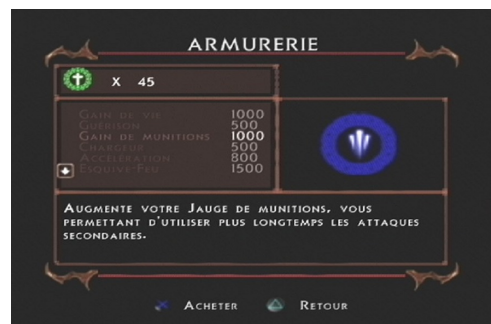 ARMURERIE
X 45
GAIN DE VIE 1000
GUÉRISON 500
GAIN DE MUNITIONS 1000
CHARGEUR 500
ACCÉLÉRATION 800
ESQUIVE FEU 1500
AUGMENTE VOTRE JAUGE DE MUNITIONS, VOUS
PERMETTANT D'UTILISER PLUS LONGTEMPS LES ATTAQUES
SECONDAIRES.
ACHETER RETOUR